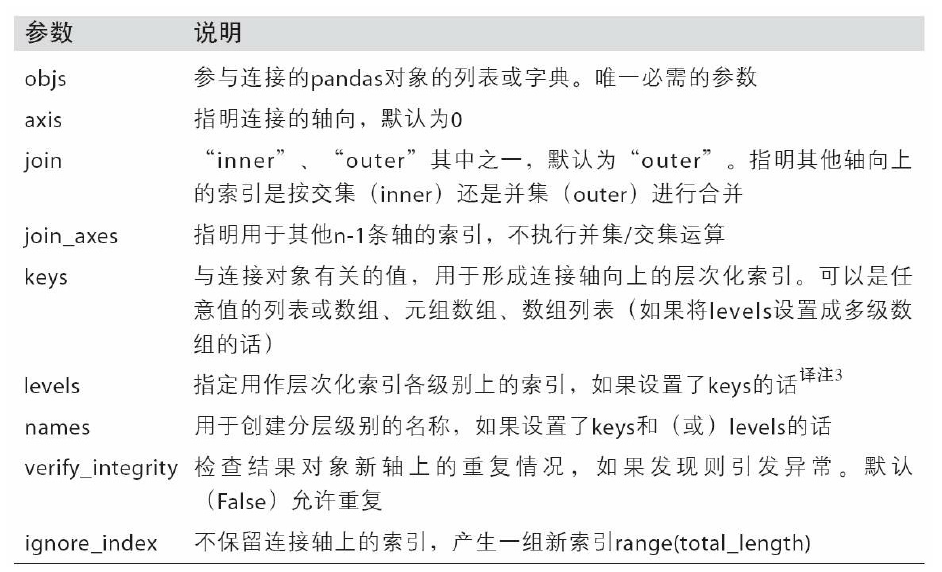 参数 说明
objs 参与连接的pandas对象的列表或字典。唯一必需的参数
axis 指明连接的轴向，默认为0
join “inner”、“outer”其中之一，默认为“outer”。指明其他轴向上
的索引是按交集（inner）还是并集（outer）进行合并
join_axes 指明用于其他n-1条轴的索引，不执行并集/交集运算
keys 与连接对象有关的值，用于形成连接轴向上的层次化索引。可以是任
意值的列表或数组、元组数组、数组列表（如果将levels设置成多级数
组的话）
levels 指定用作层次化索引各级别上的索引，如果设置了keys的话译注3
names 用于创建分层级别的名称，如果设置了keys和（或）levels的话
verify_integrity 检查结果对象新轴上的重复情况，如果发现则引发异常。默认
（False）允许重复
ignore_index 不保留连接轴上的索引，产生一组新索引range(total_length)